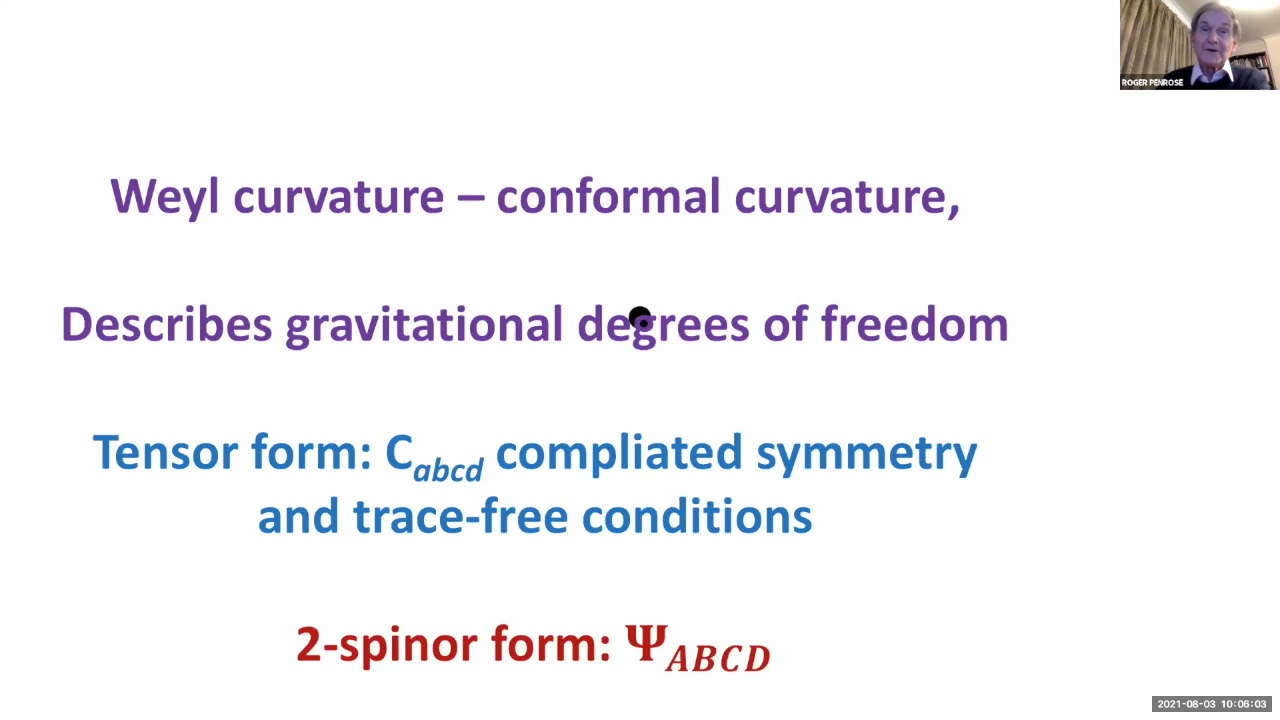 ROGER PENROSE
Weyl curvature – conformal curvature,
Describes gravitational degrees of freedom
Tensor form: C_abcd compliated symmetry
and trace-free conditions
2-spinor form: Ψ_ABCD
2021-08-03 10:06:03